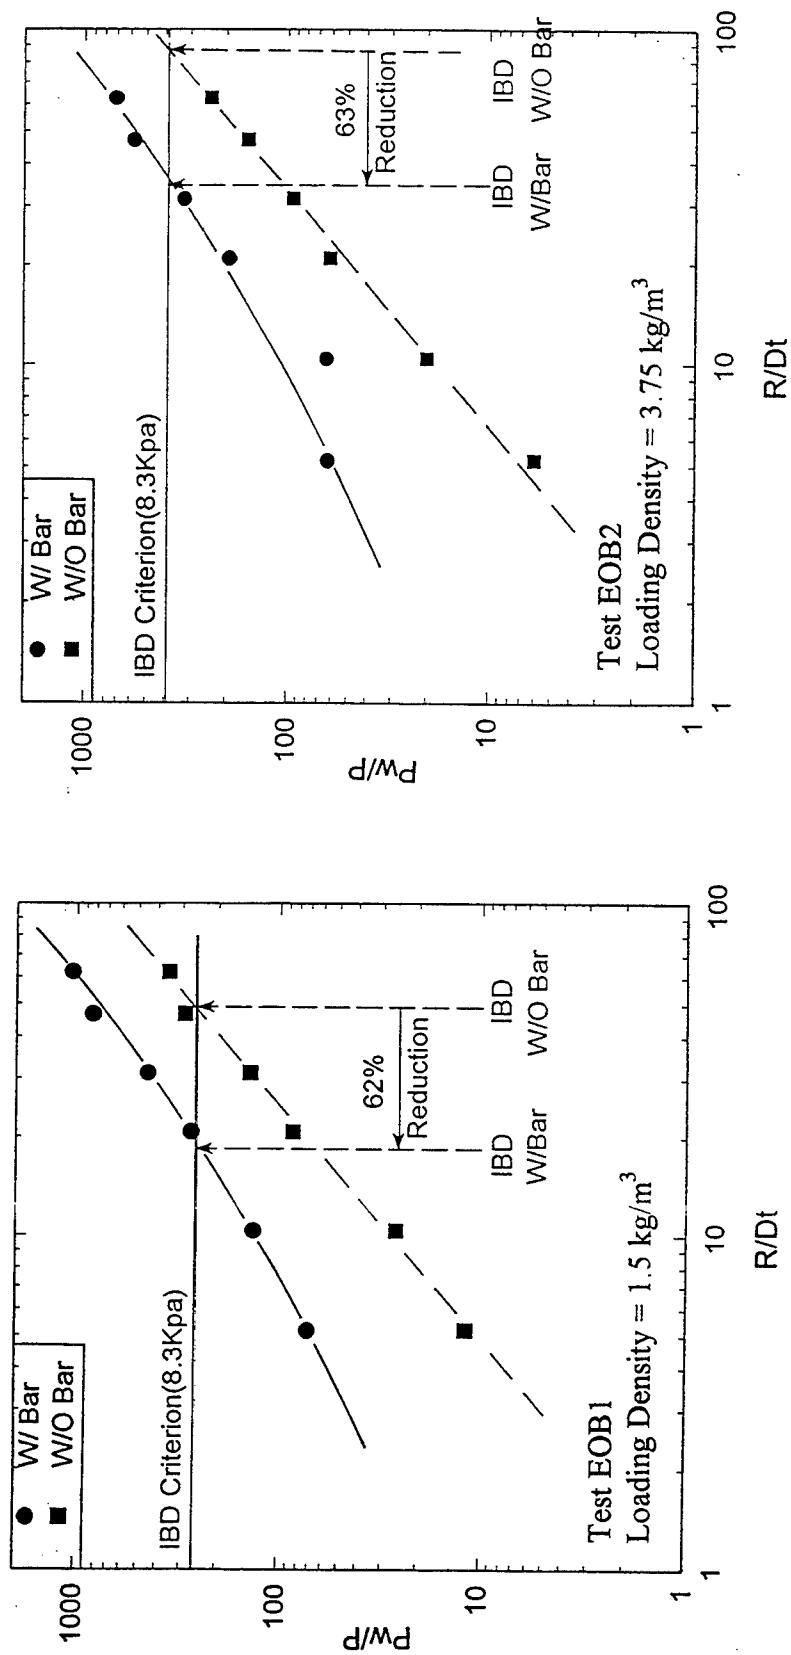 W/ Bar
W/O Bar
IBD Criterion(8.3Kpa)
63%
Reduction
IBD
W/Bar
IBD
W/O Bar
Test EOB2
Loading Density = 3.75 kg/m³
1000
100
10
1
Pw/P
1
10
100
R/Dt
W/ Bar
W/O Bar
IBD Criterion(8.3Kpa)
62%
Reduction
IBD
W/Bar
IBD
W/O Bar
Test EOB1
Loading Density = 1.5 kg/m³
1000
100
10
1
Pw/P
1
10
100
R/Dt